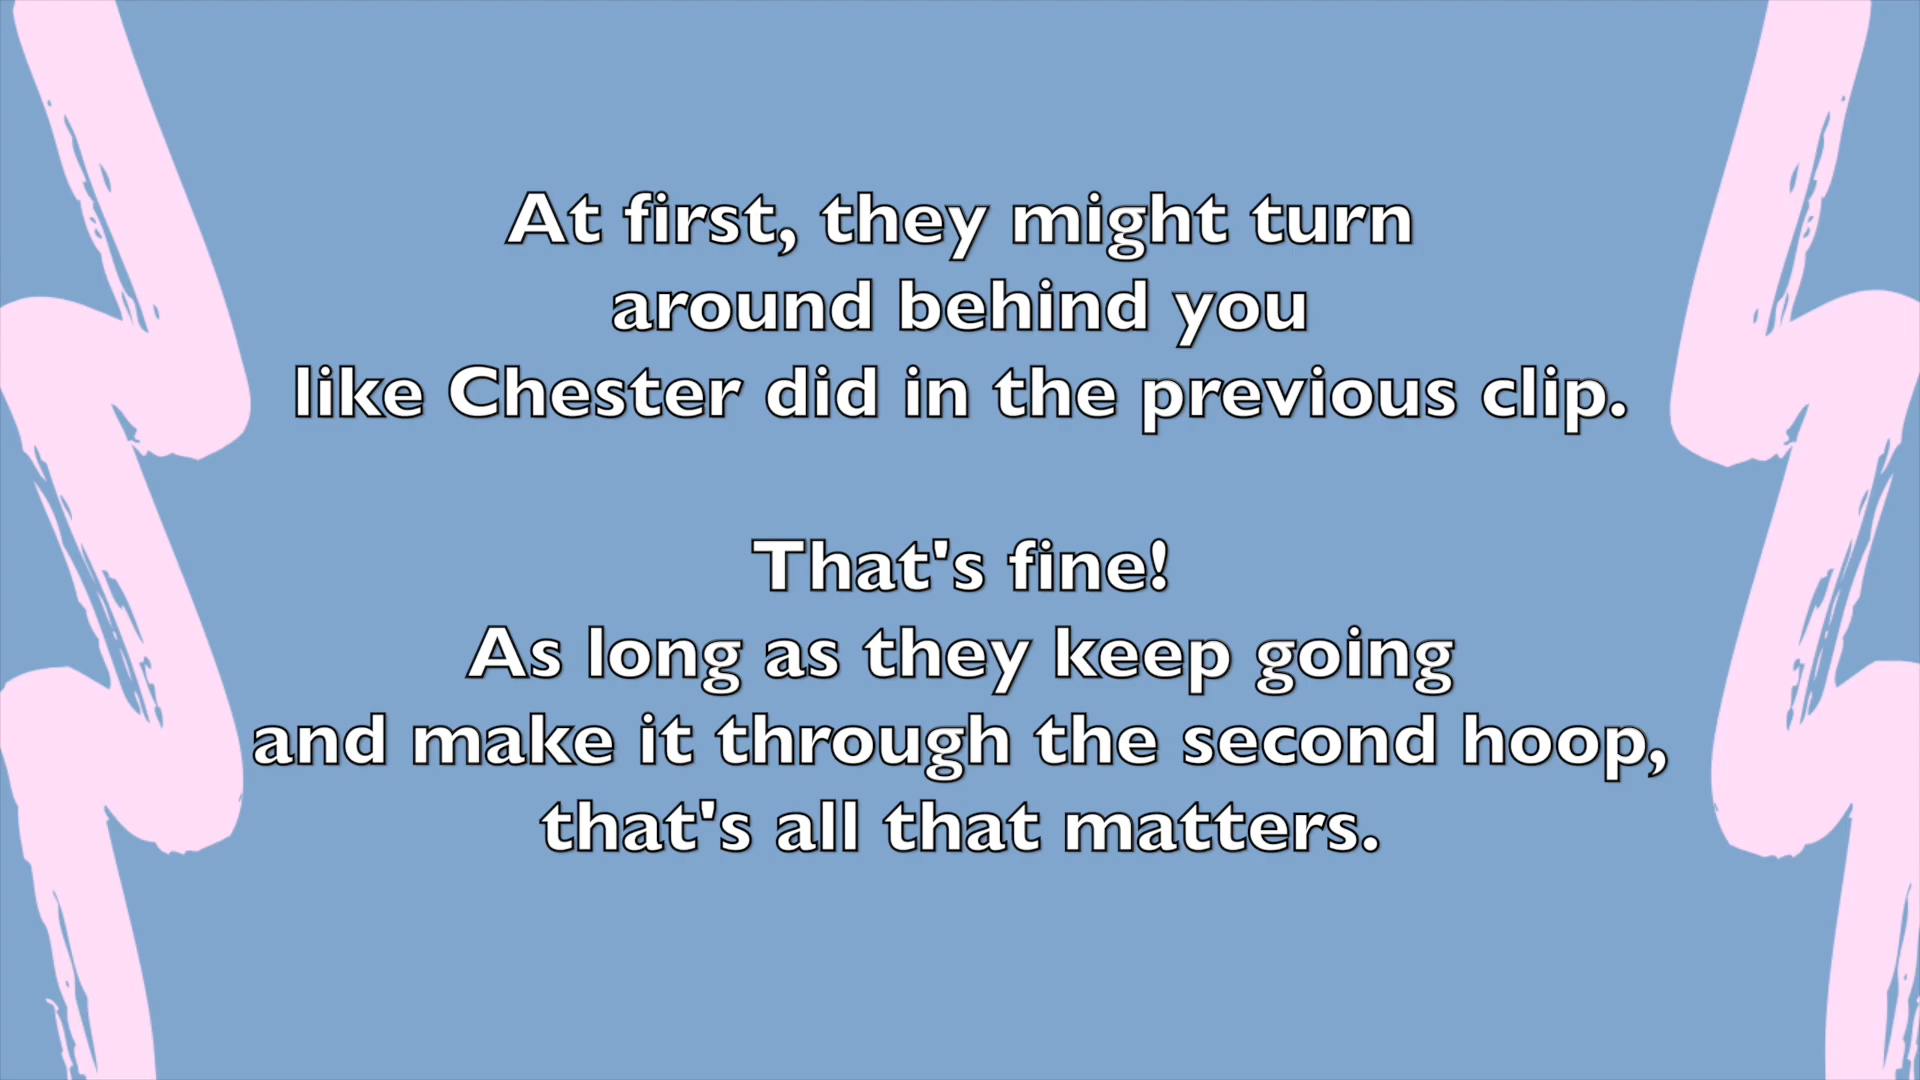 At first, they might turn
around behind you
like Chester did in the previous clip.
That's fine!
As long as they keep going
and make it through the second hoop,
that's all that matters.